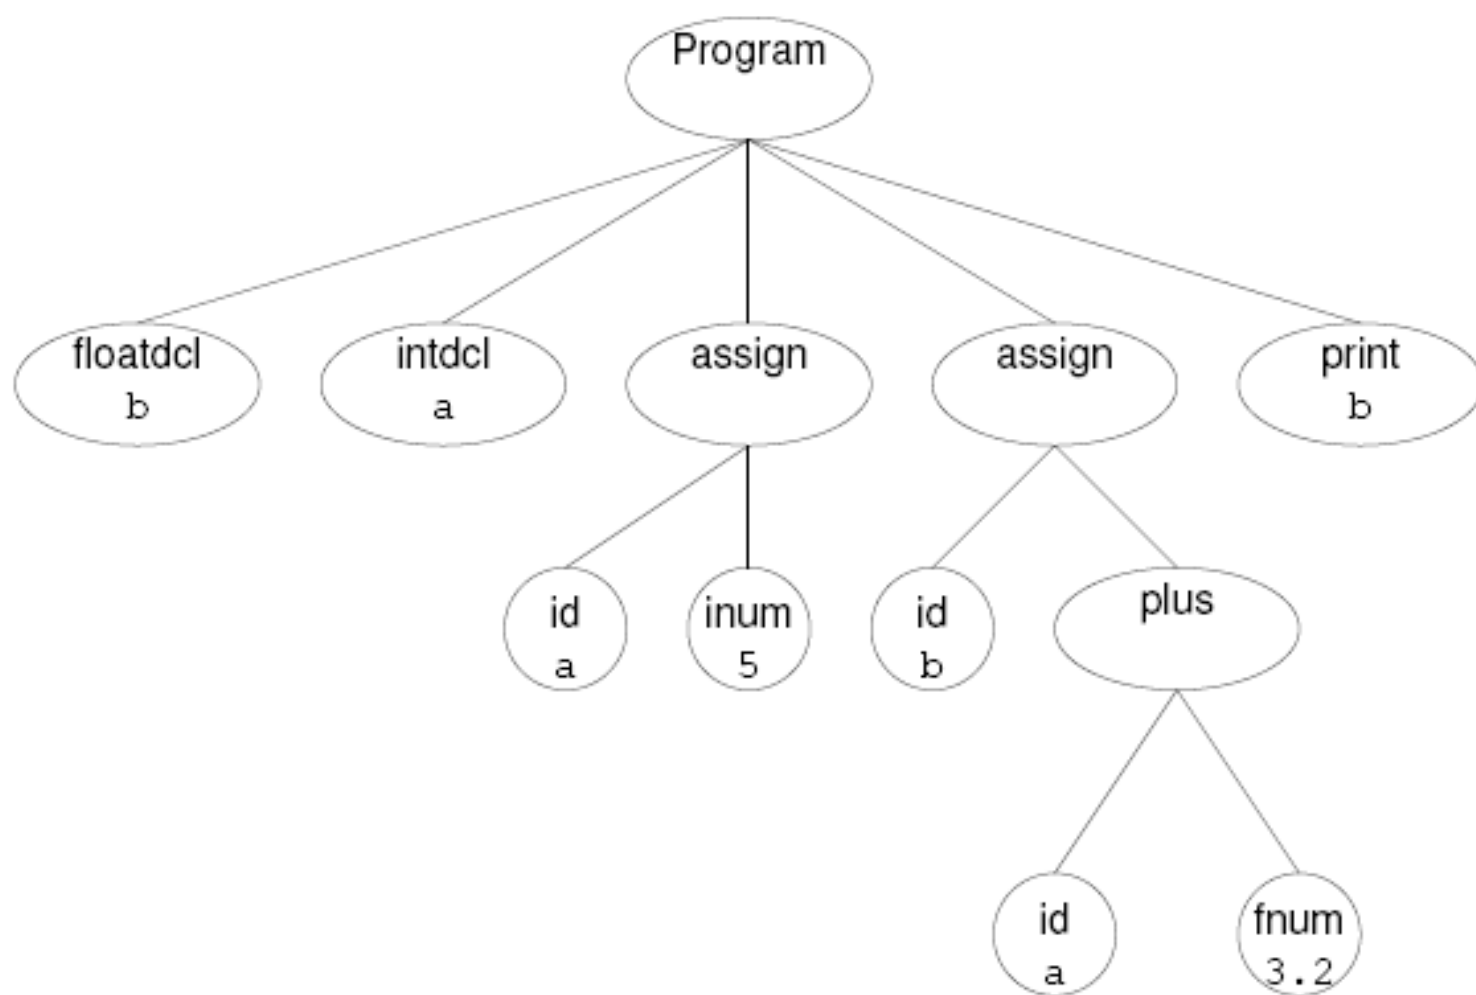 Program
floatdcl
b
intdcl
a
assign
assign
print
b
id
a
inum
5
id
b
plus
id
a
fnum
3.2